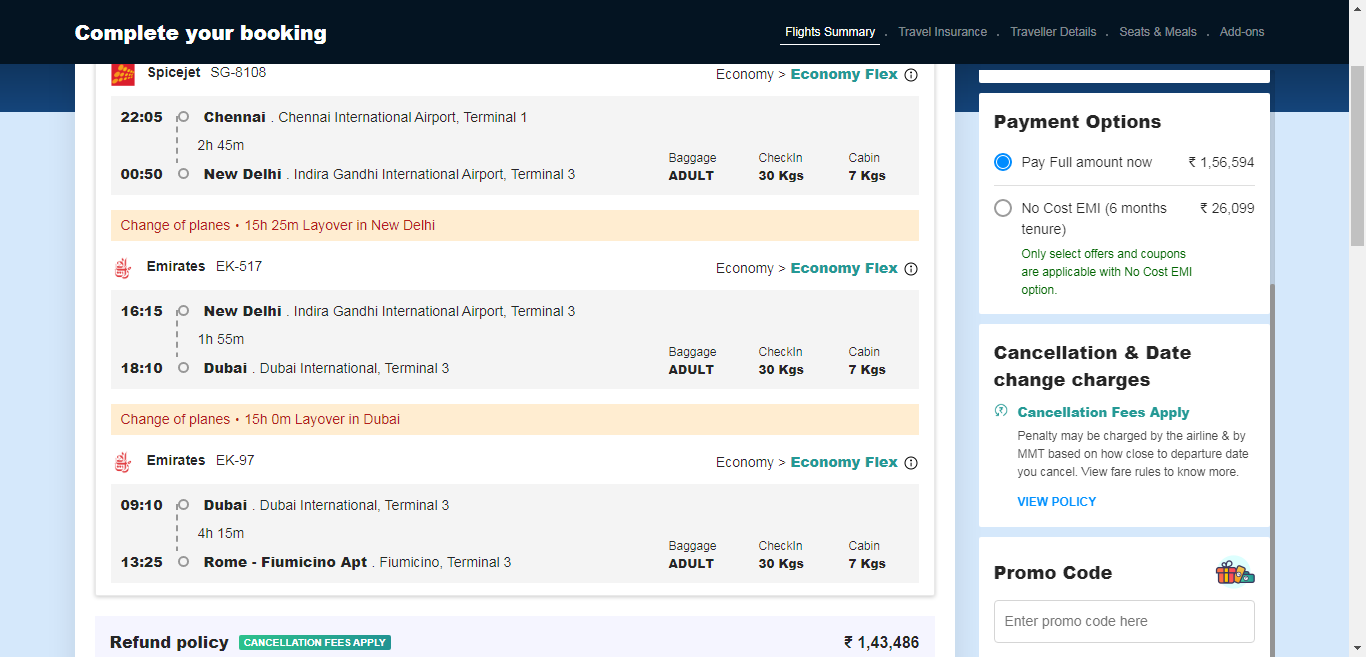 Complete your booking
Flights Summary . Travel Insurance . Traveller Details . Seats & Meals . Add-ons
Spicejet SG-8108
Economy > Economy Flex
22:05 Chennai . Chennai International Airport, Terminal 1
2h 45m
00:50 New Delhi . Indira Gandhi International Airport, Terminal 3
Baggage CheckIn Cabin
ADULT 30 Kgs 7 Kgs
Change of planes • 15h 25m Layover in New Delhi
Emirates EK-517
Economy > Economy Flex
16:15 New Delhi . Indira Gandhi International Airport, Terminal 3
1h 55m
18:10 Dubai . Dubai International, Terminal 3
Baggage CheckIn Cabin
ADULT 30 Kgs 7 Kgs
Change of planes • 15h 0m Layover in Dubai
Emirates EK-97
Economy > Economy Flex
09:10 Dubai . Dubai International, Terminal 3
4h 15m
13:25 Rome - Fiumicino Apt . Fiumicino, Terminal 3
Baggage CheckIn Cabin
ADULT 30 Kgs 7 Kgs
Refund policy CANCELLATION FEES APPLY ₹ 1,43,486
Payment Options
Pay Full amount now ₹ 1,56,594
No Cost EMI (6 months ₹ 26,099
tenure)
Only select offers and coupons
are applicable with No Cost EMI
option.
Cancellation & Date
change charges
Cancellation Fees Apply
Penalty may be charged by the airline & by
MMT based on how close to departure date
you cancel. View fare rules to know more.
VIEW POLICY
Promo Code
Enter promo code here